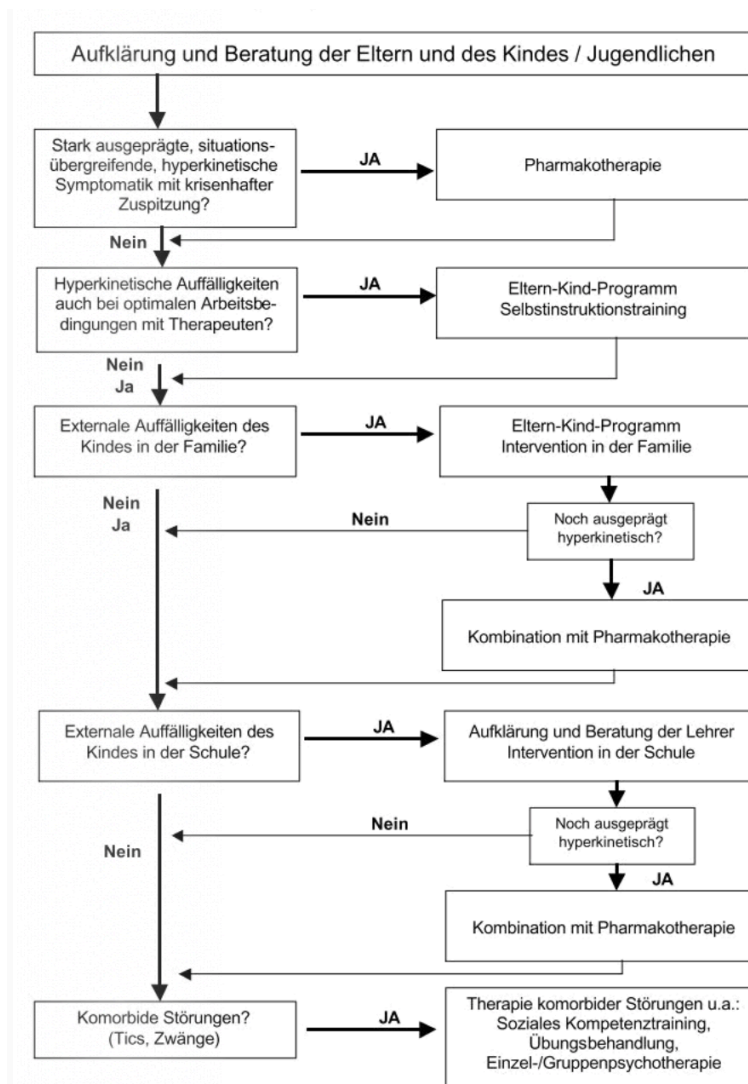 Aufklärung und Beratung der Eltern und des Kindes / Jugendlichen
Stark ausgeprägte, situations-
übergreifende, hyperkinetische
Symptomatik mit krisenhafter
Zuspitzung?
JA
Pharmakotherapie
Nein
Hyperkinetische Auffälligkeiten
auch bei optimalen Arbeitsbe-
dingungen mit Therapeuten?
JA
Eltern-Kind-Programm
Selbstinstruktionstraining
Nein
Ja
Externale Auffälligkeiten des
Kindes in der Familie?
JA
Eltern-Kind-Programm
Intervention in der Familie
Nein
Ja
Nein
Noch ausgeprägt
hyperkinetisch?
JA
Kombination mit Pharmakotherapie
Externale Auffälligkeiten des
Kindes in der Schule?
JA
Aufklärung und Beratung der Lehrer
Intervention in der Schule
Nein
Nein
Noch ausgeprägt
hyperkinetisch?
JA
Kombination mit Pharmakotherapie
Komorbide Störungen?
(Tics, Zwänge)
JA
Therapie komorbider Störungen u.a.:
Soziales Kompetenztraining,
Übungsbehandlung,
Einzel-/Gruppenpsychotherapie